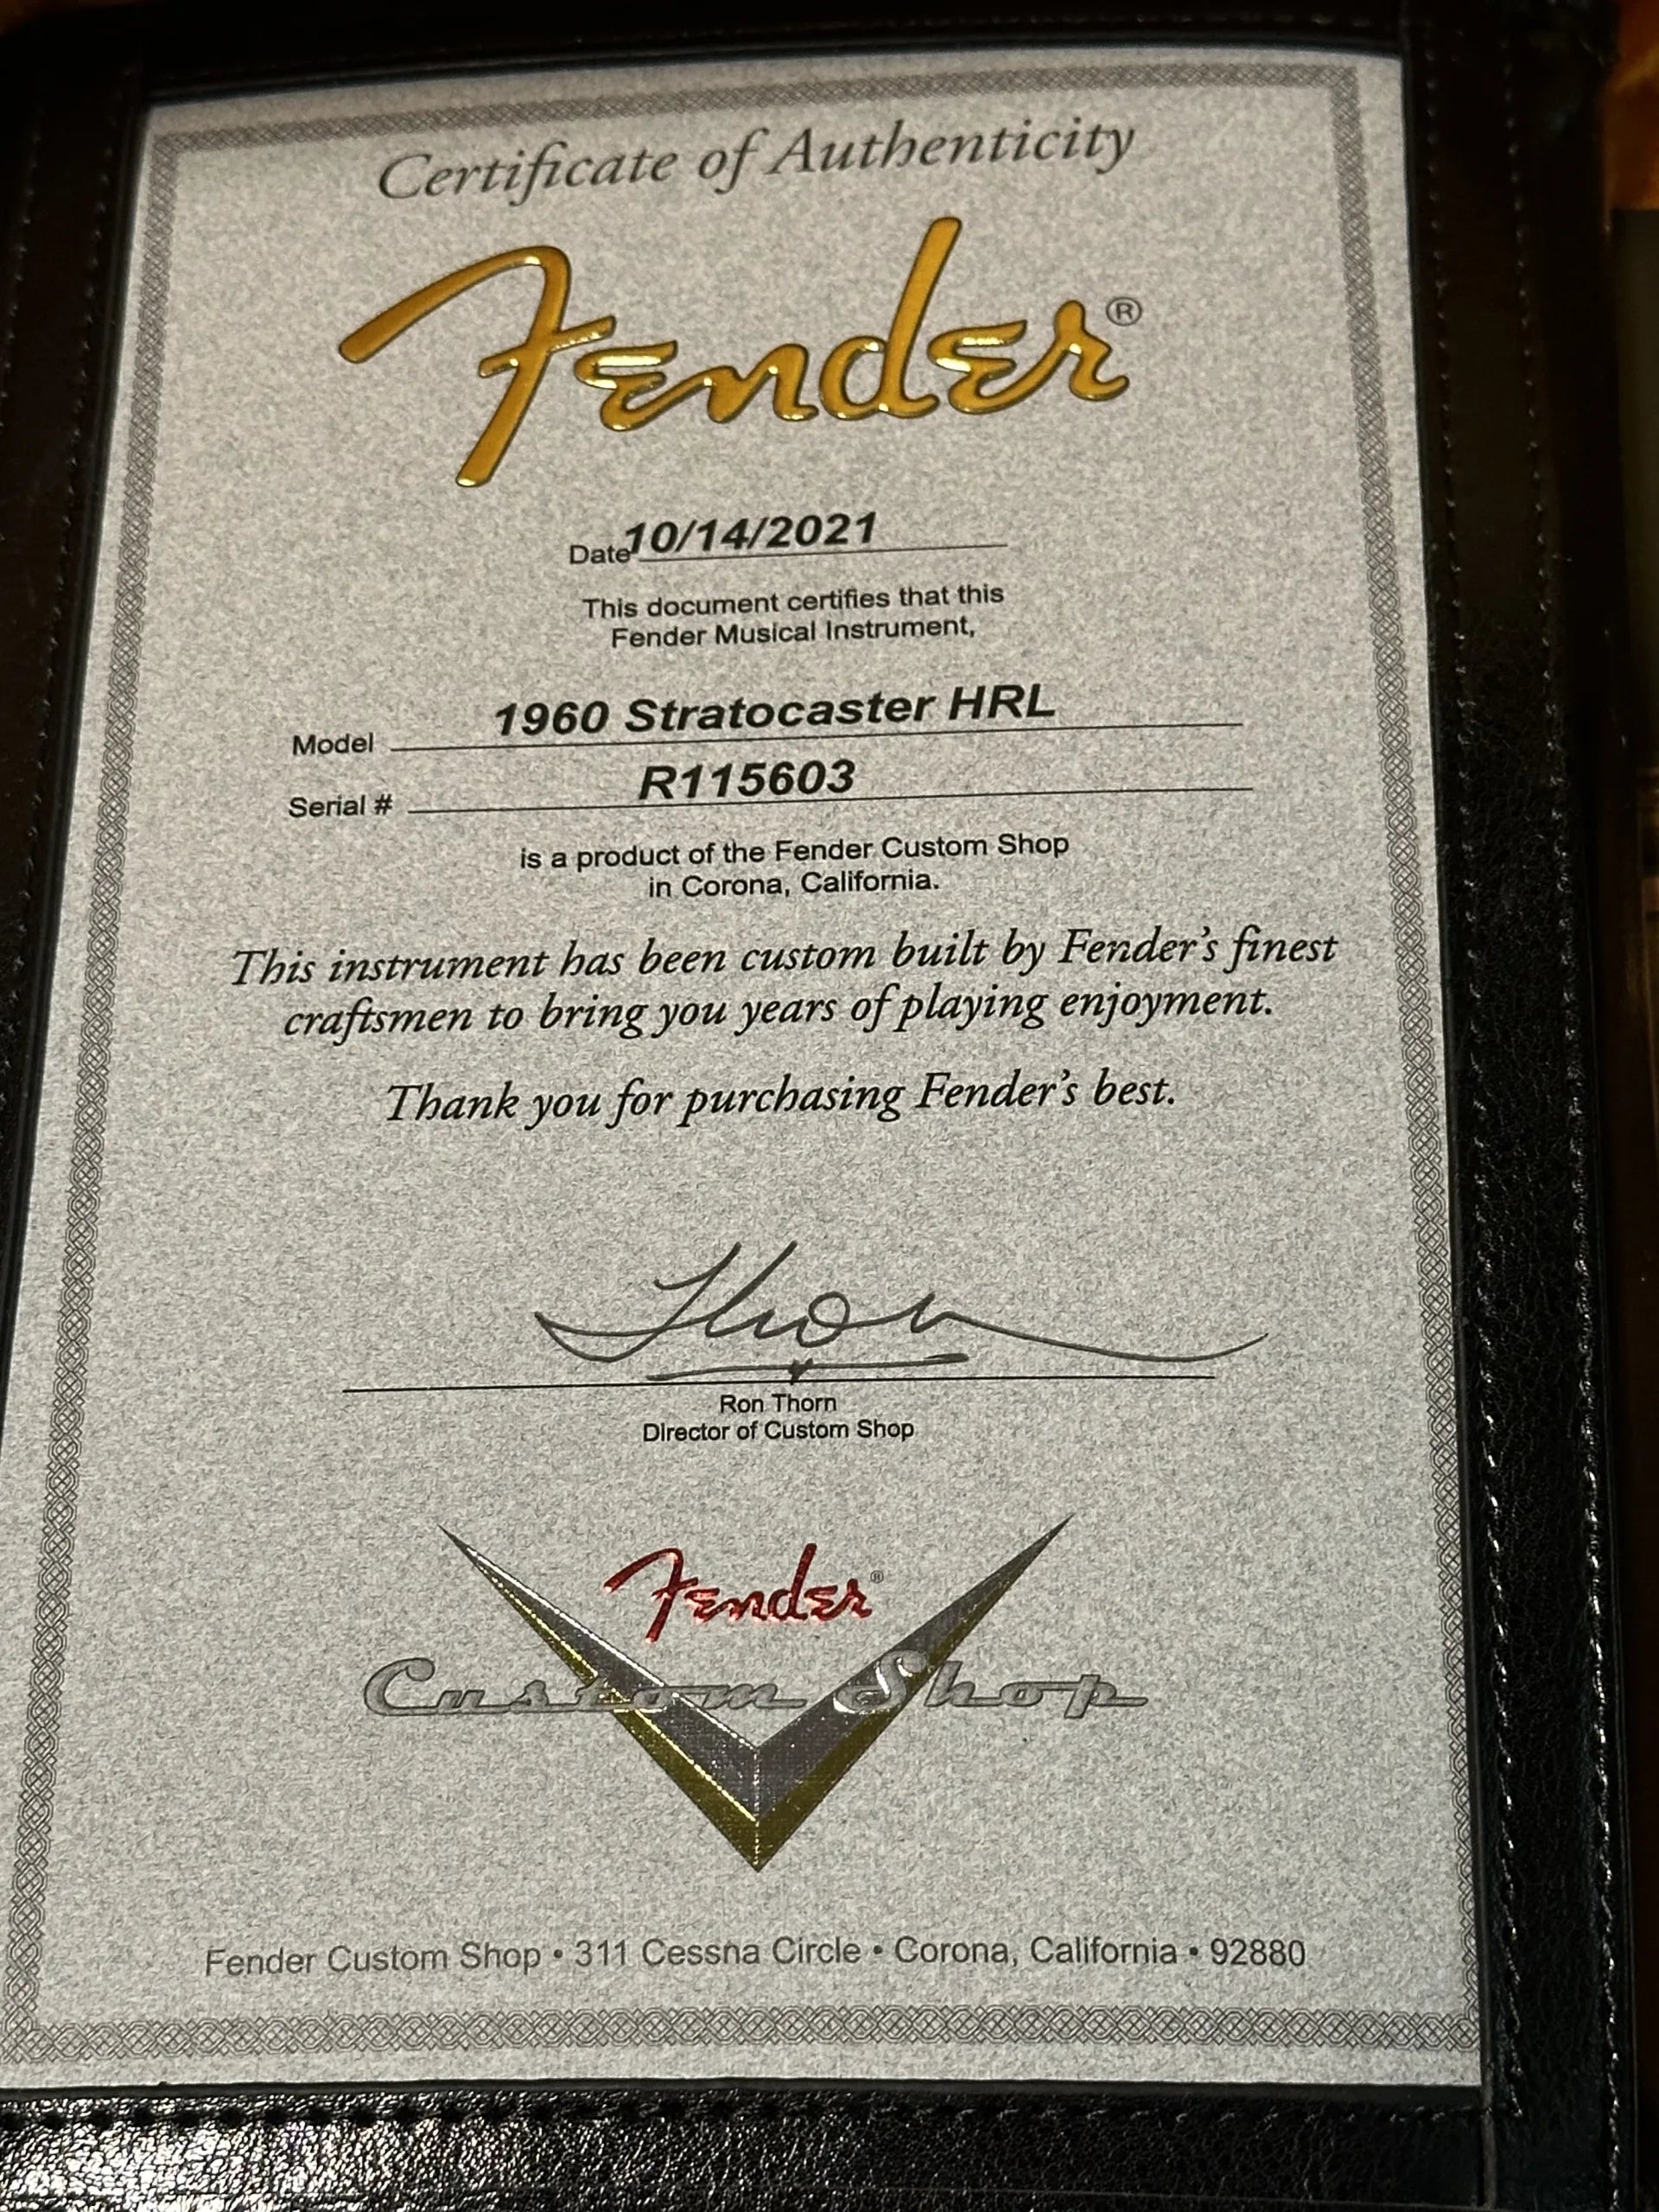 Certificate of Authenticity
Fender®
Date 10/14/2021
This document certifies that this
Fender Musical Instrument,
Model 1960 Stratocaster HRL
Serial # R115603
is a product of the Fender Custom Shop
in Corona, California.
This instrument has been custom built by Fender's finest
craftsmen to bring you years of playing enjoyment.
Thank you for purchasing Fender's best.
Thorn
Ron Thorn
Director of Custom Shop
Fender®
Custom Shop
Fender Custom Shop • 311 Cessna Circle • Corona, California • 92880